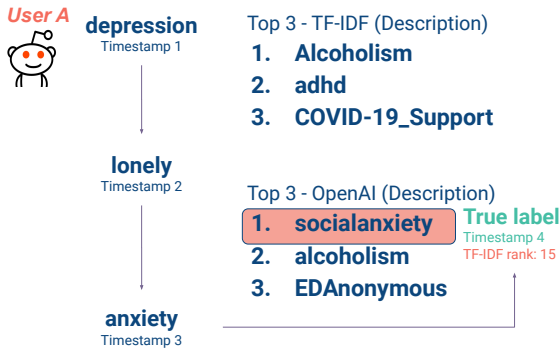 User A
depression
Timestamp 1
lonely
Timestamp 2
anxiety
Timestamp 3
Top 3 - TF-IDF (Description)
1. Alcoholism
2. adhd
3. COVID-19_Support
Top 3 - OpenAI (Description)
1. socialanxiety
2. alcoholism
3. EDAnonymous
True label
Timestamp 4
TF-IDF rank: 15